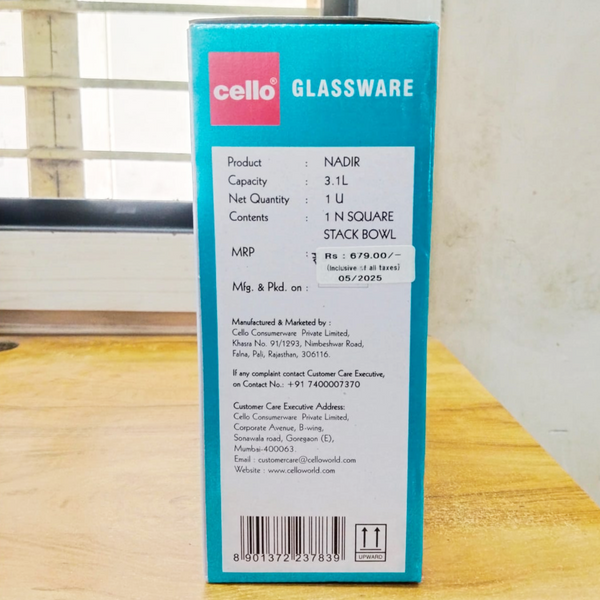 cello® GLASSWARE
Product : NADIR
Capacity : 3.1L
Net Quantity : 1 U
Contents : 1 N SQUARE
STACK BOWL
MRP : ₹ Rs : 679.00/-
(Inclusive of all taxes)
05/2025
Mfg. & Pkd. on :
Manufactured & Marketed by :
Cello Consumerware Private Limited,
Khasra No. 91/1293, Nimbeshwar Road,
Falna, Pali, Rajasthan, 306116.
If any complaint contact Customer Care Executive,
on Contact No.: +91 7400007370
Customer Care Executive Address:
Cello Consumerware Private Limited,
Corporate Avenue, B-wing,
Sonawala road, Goregaon (E),
Mumbai-400063.
Email : customercare@celloworld.com
Website : www.celloworld.com
8 901372 237839
UPWARD